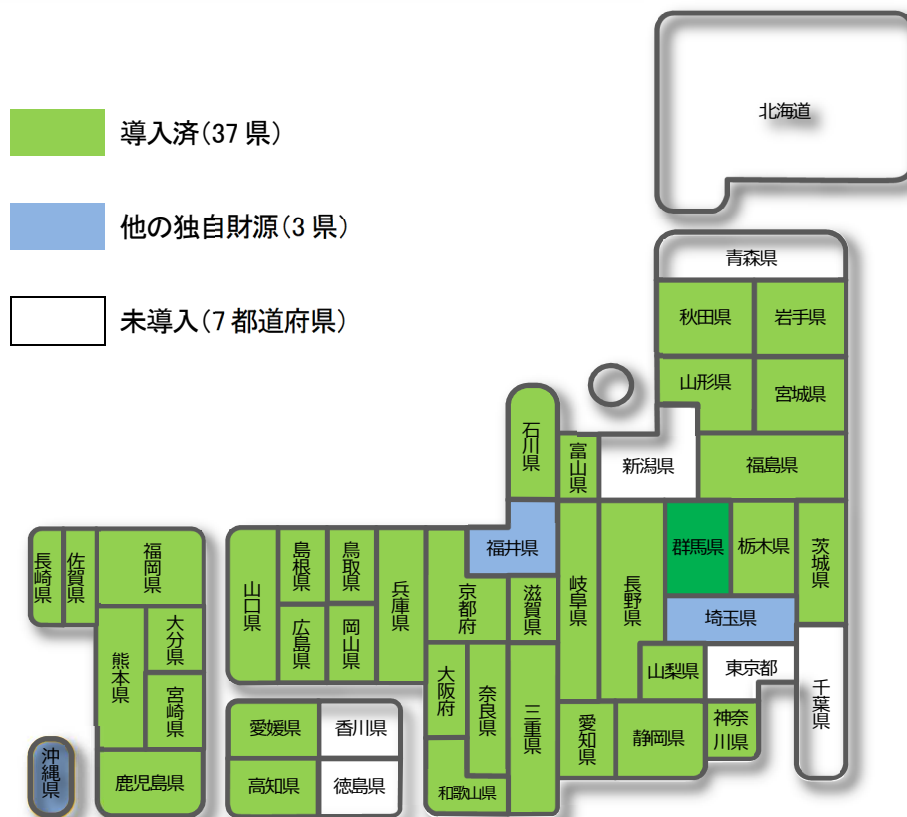 導入済(37県)
他の独自財源(3県)
未導入(7都道府県)
北海道
青森県
秋田県
岩手県
山形県
宮城県
石川県
富山県
新潟県
福島県
福井県
群馬県
栃木県
茨城県
長崎県
佐賀県
福岡県
山口県
島根県
鳥取県
兵庫県
京都府
滋賀県
岐阜県
長野県
埼玉県
広島県
岡山県
熊本県
大分県
宮崎県
大阪府
奈良県
三重県
山梨県
東京都
千葉県
愛媛県
香川県
愛知県
静岡県
神奈
川県
沖縄県
鹿児島県
高知県
徳島県
和歌山県